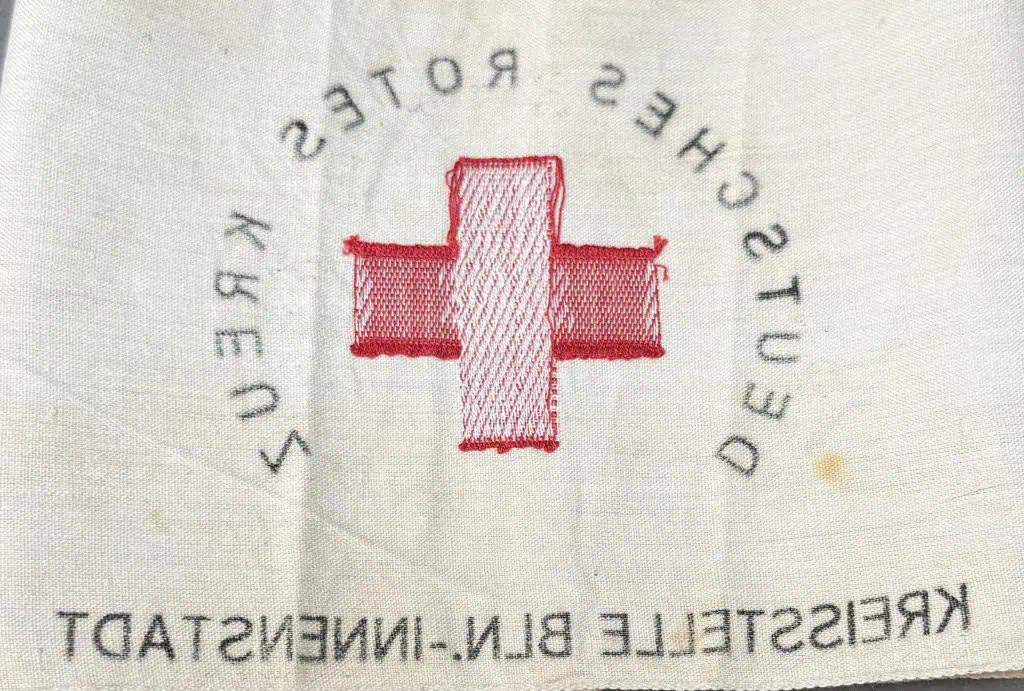 DEUTSCHES ROTES KREUZ
KREISSTELLE BLN.-INNENSTADT